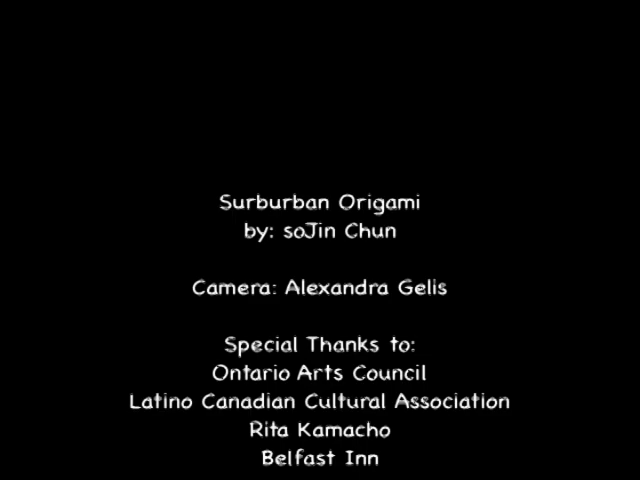 Surburban Origami
by: soJin Chun
Camera: Alexandra Gelis
Special Thanks to:
Ontario Arts Council
Latino Canadian Cultural Association
Rita Kamacho
Belfast Inn